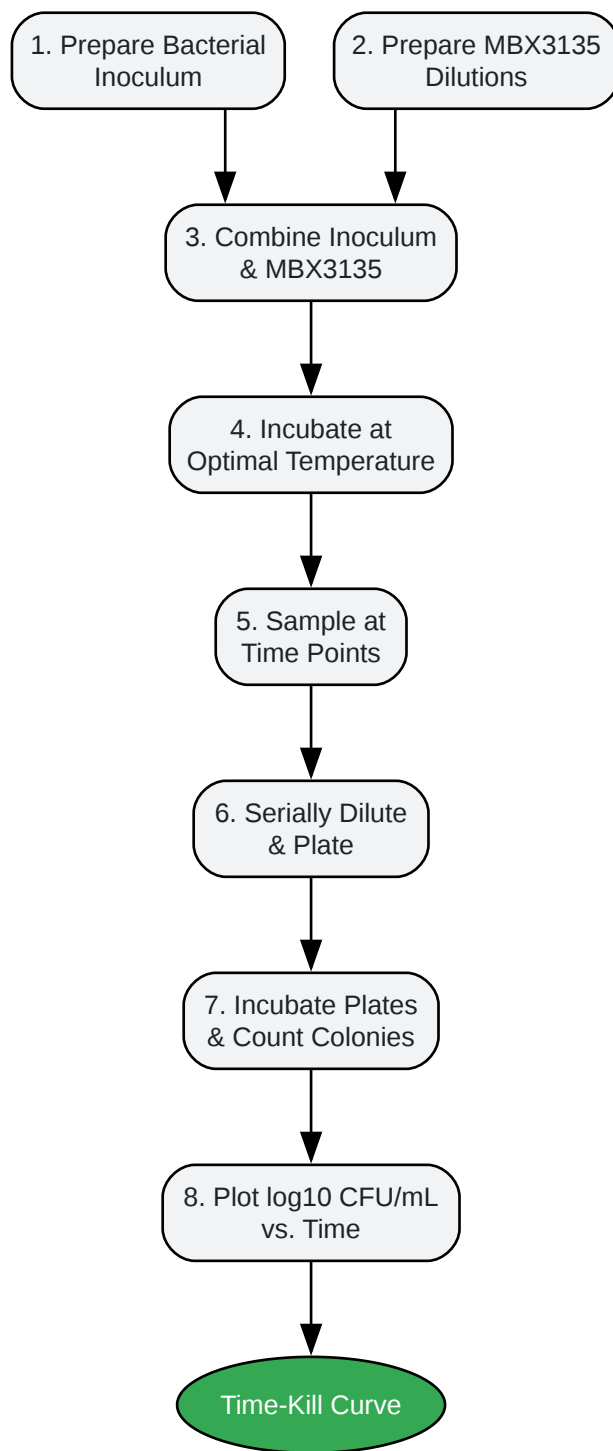 1. Prepare Bacterial
Inoculum
2. Prepare MBX3135
Dilutions
3. Combine Inoculum
& MBX3135
4. Incubate at
Optimal Temperature
5. Sample at
Time Points
6. Serially Dilute
& Plate
7. Incubate Plates
& Count Colonies
8. Plot log10 CFU/mL
vs. Time
Time-Kill Curve